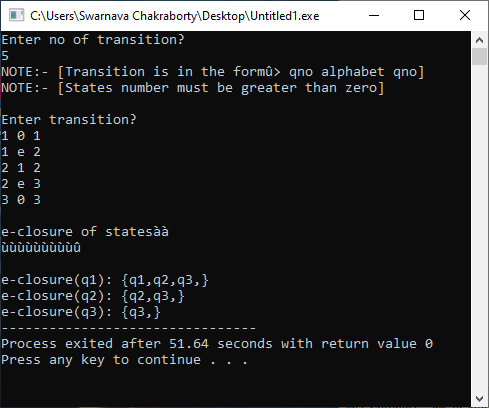 C:\Users\Swarnava Chakraborty\Desktop\Untitled1.exe
Enter no of transition?
5
NOTE:- [Transition is in the formû> qno alphabet qno]
NOTE:- [States number must be greater than zero]
Enter transition?
1 0 1
1 e 2
2 1 2
2 e 3
3 0 3
e-closure of statesàà
ùùùùùùùùùû
e-closure(q1): {q1,q2,q3,}
e-closure(q2): {q2,q3,}
e-closure(q3): {q3,}
--------------------------------
Process exited after 51.64 seconds with return value 0
Press any key to continue . . .